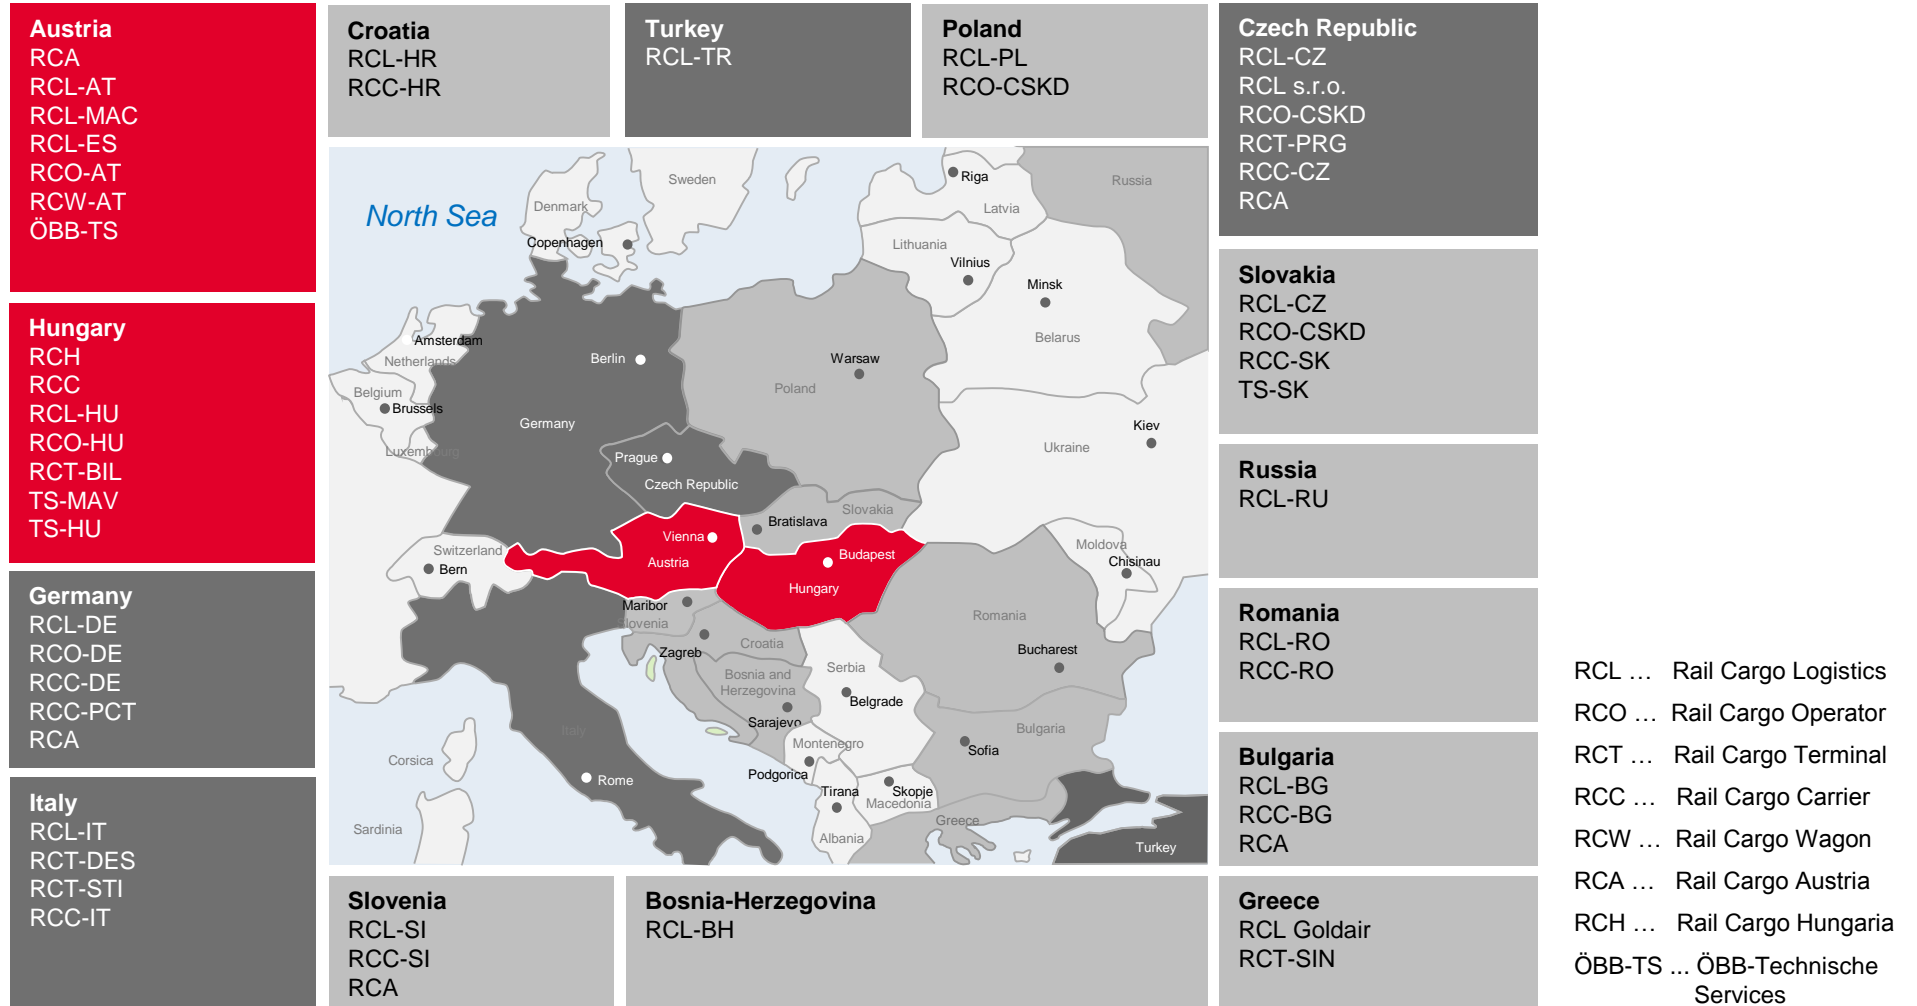 Austria
RCA
RCL-AT
RCL-MAC
RCL-ES
RCO-AT
RCW-AT
ÖBB-TS
Hungary
RCH
RCC
RCL-HU
RCO-HU
RCT-BIL
TS-MAV
TS-HU
Germany
RCL-DE
RCO-DE
RCC-DE
RCC-PCT
RCA
Italy
RCL-IT
RCT-DES
RCT-STI
RCC-IT
Croatia
RCL-HR
RCC-HR
Turkey
RCL-TR
Poland
RCL-PL
RCO-CSKD
Czech Republic
RCL-CZ
RCL s.r.o.
RCO-CSKD
RCT-PRG
RCC-CZ
RCA
Slovakia
RCL-CZ
RCO-CSKD
RCC-SK
TS-SK
Russia
RCL-RU
Romania
RCL-RO
RCC-RO
Bulgaria
RCL-BG
RCC-BG
RCA
Greece
RCL Goldair
RCT-SIN
Slovenia
RCL-SI
RCC-SI
RCA
Bosnia-Herzegovina
RCL-BH
North Sea
Sweden
Denmark
Copenhagen
Riga
Latvia
Russia
Lithuania
Vilnius
Minsk
Belarus
Amsterdam
Netherlands
Belgium
Brussels
Luxembourg
Berlin
Germany
Warsaw
Poland
Kiev
Ukraine
Prague
Czech Republic
Slovakia
Bratislava
Vienna
Austria
Budapest
Hungary
Switzerland
Bern
Moldova
Chisinau
Maribor
Slovenia
Zagreb
Croatia
Romania
Bucharest
Bosnia and
Herzegovina
Sarajevo
Serbia
Belgrade
Bulgaria
Sofia
Montenegro
Podgorica
Tirana
Albania
Skopje
Macedonia
Greece
Turkey
Italy
Rome
Corsica
Sardinia
RCL … Rail Cargo Logistics
RCO … Rail Cargo Operator
RCT … Rail Cargo Terminal
RCC … Rail Cargo Carrier
RCW … Rail Cargo Wagon
RCA … Rail Cargo Austria
RCH … Rail Cargo Hungaria
ÖBB-TS ... ÖBB-Technische
Services